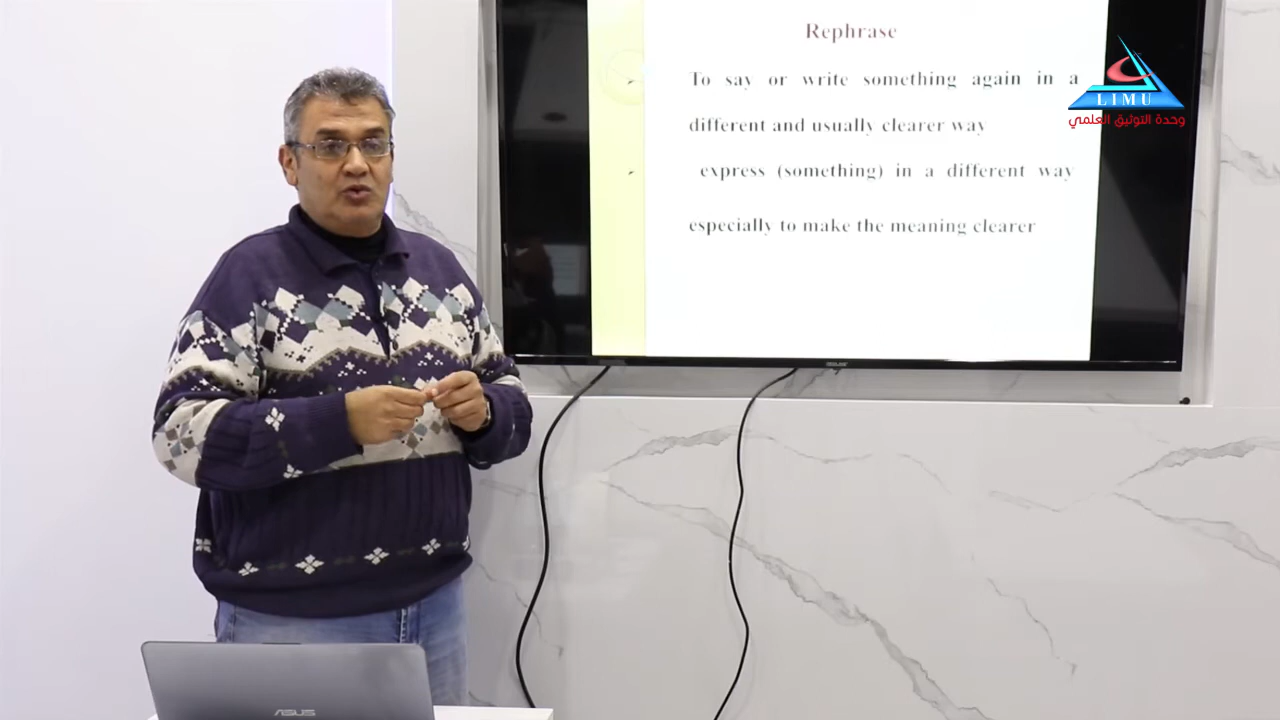 Rephrase
To say or write something again in a
different and usually clearer way
express (something) in a different way
especially to make the meaning clearer
LIMU
وحدة التوثيق العلمي
ASUS
ASUS